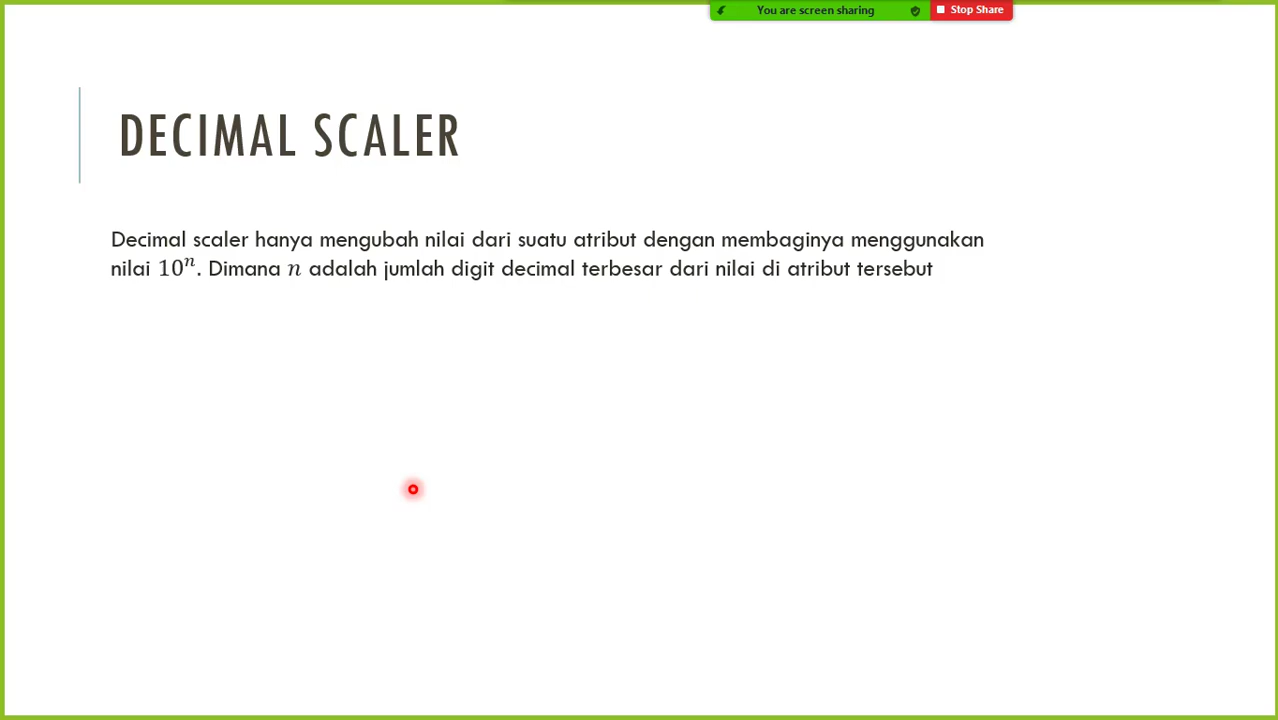 You are screen sharing
Stop Share
DECIMAL SCALER
Decimal scaler hanya mengubah nilai dari suatu atribut dengan membaginya menggunakan
nilai 10ⁿ. Dimana n adalah jumlah digit decimal terbesar dari nilai di atribut tersebut